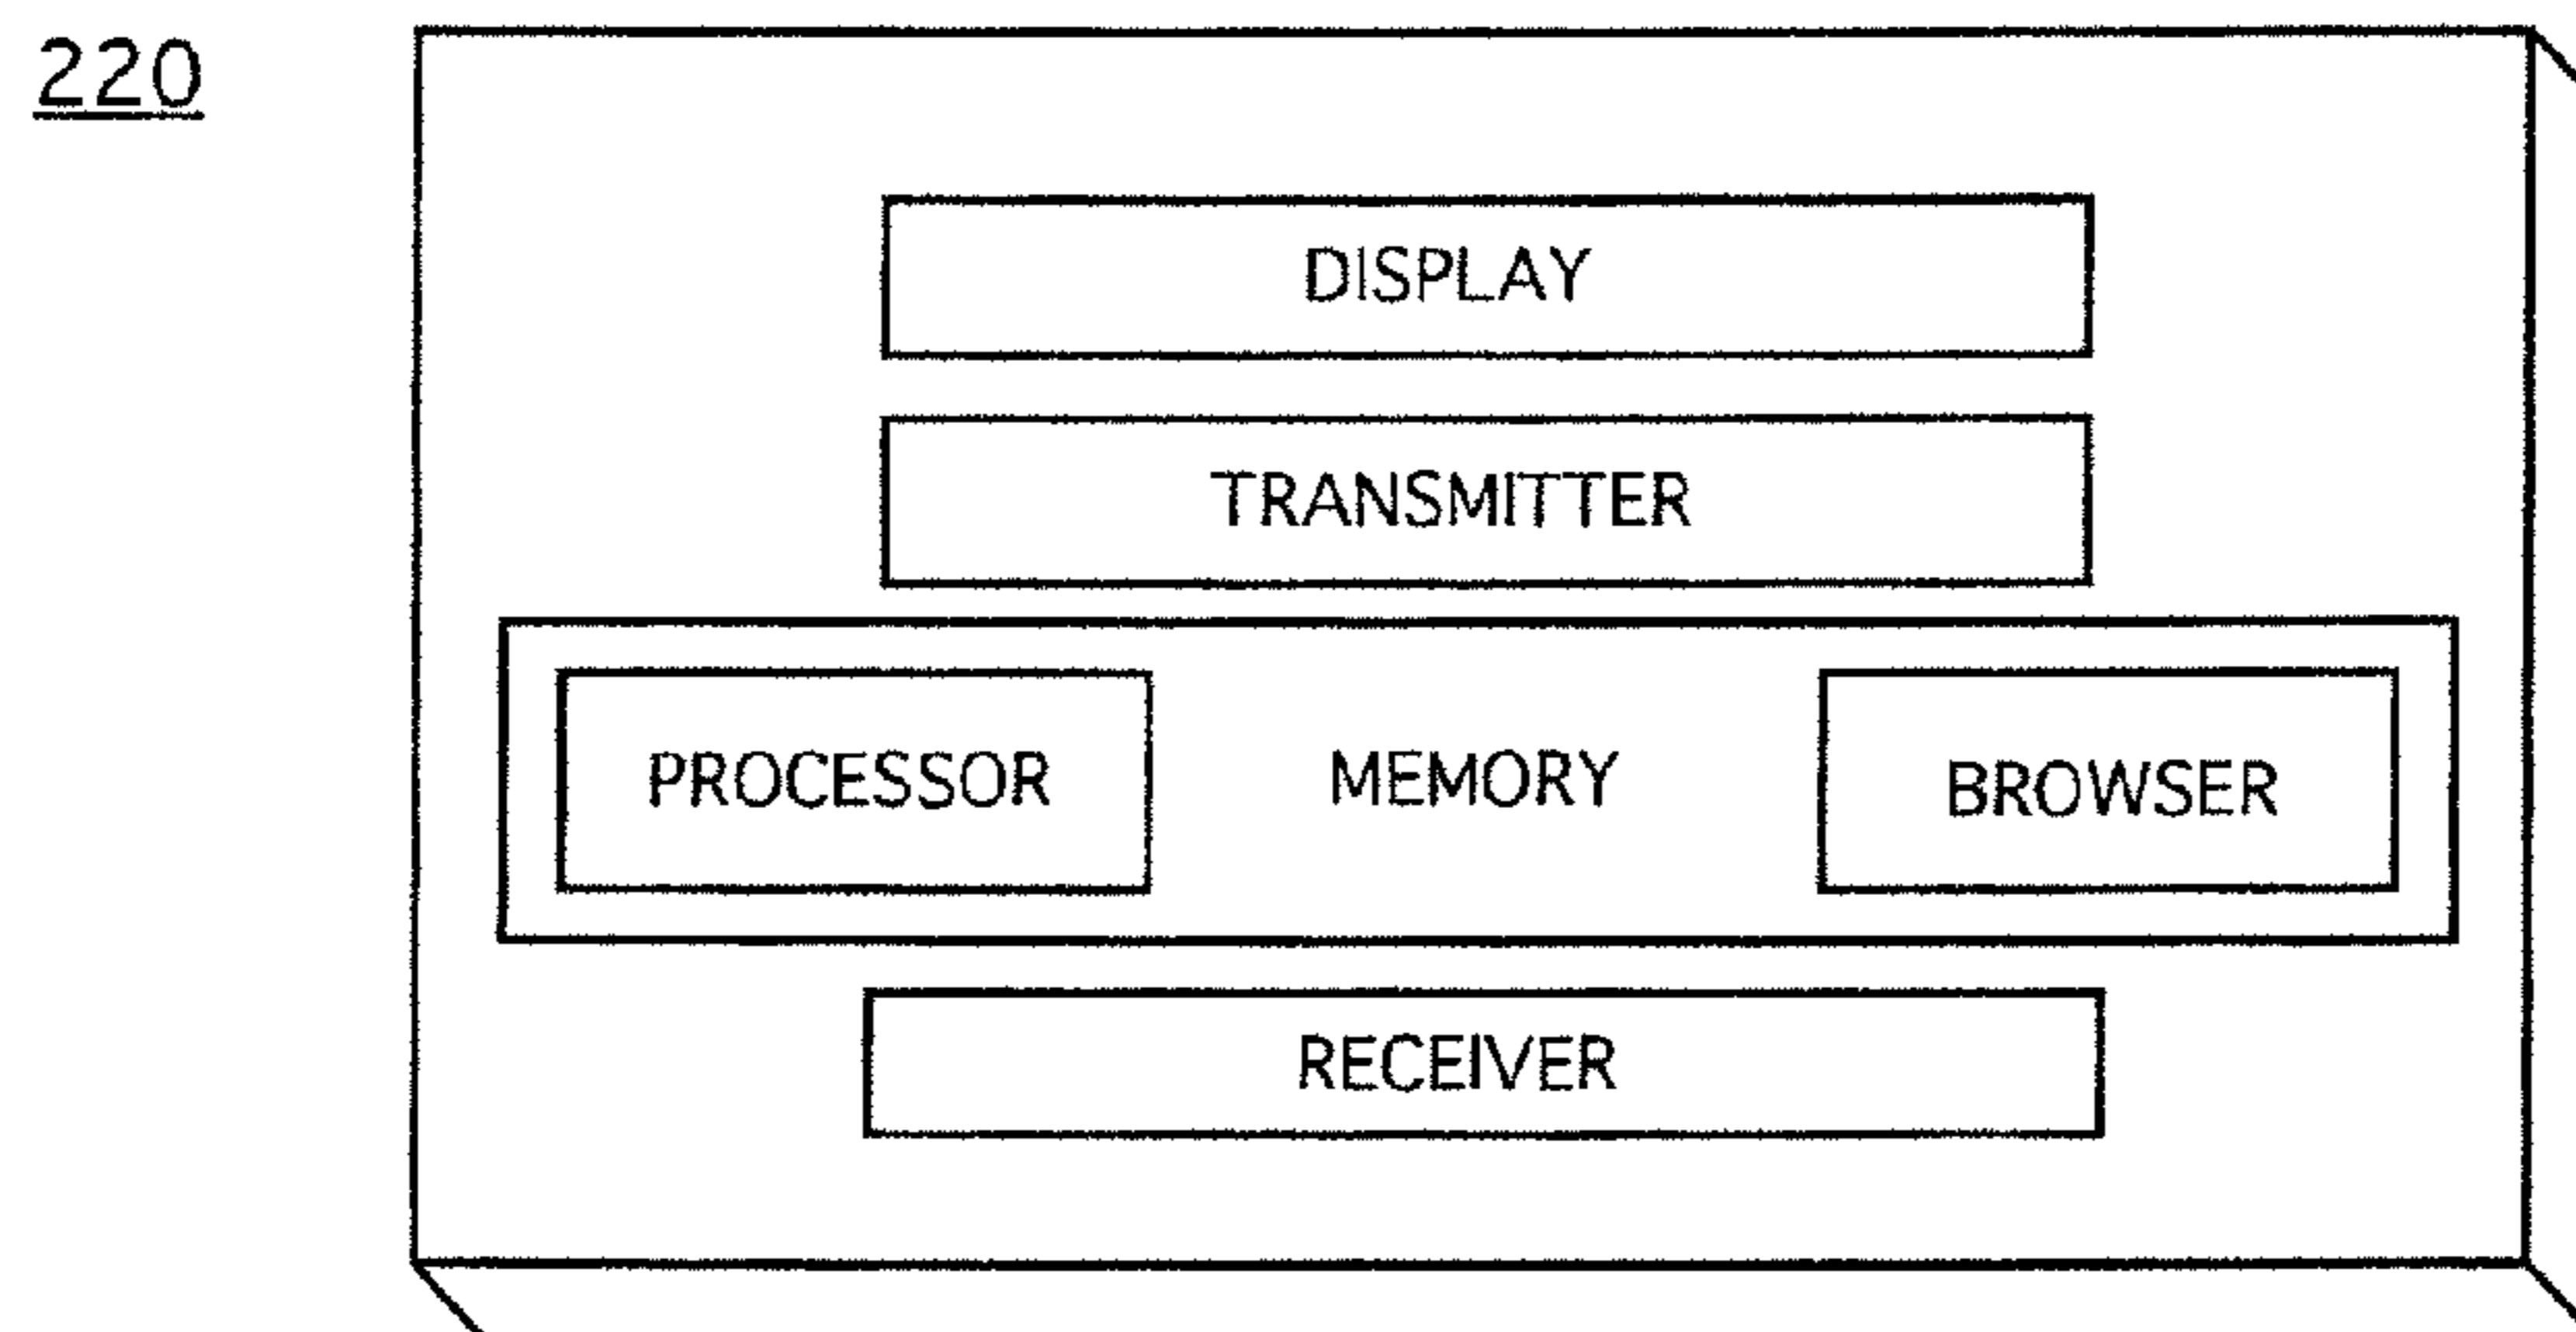 220
DISPLAY
TRANSMITTER
PROCESSOR MEMORY BROWSER
RECEIVER